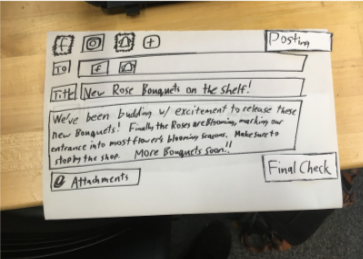 Posting
To
Title New Rose Bouquets on the shelf!
We've been budding w/ excitement to release these
new Bouquets! Finally the Roses are Blooming, marking our
entrance into most flower's blooming seasons. Make sure to
stop by the shop. More Bouquets soon!!
Attachments
Final Check